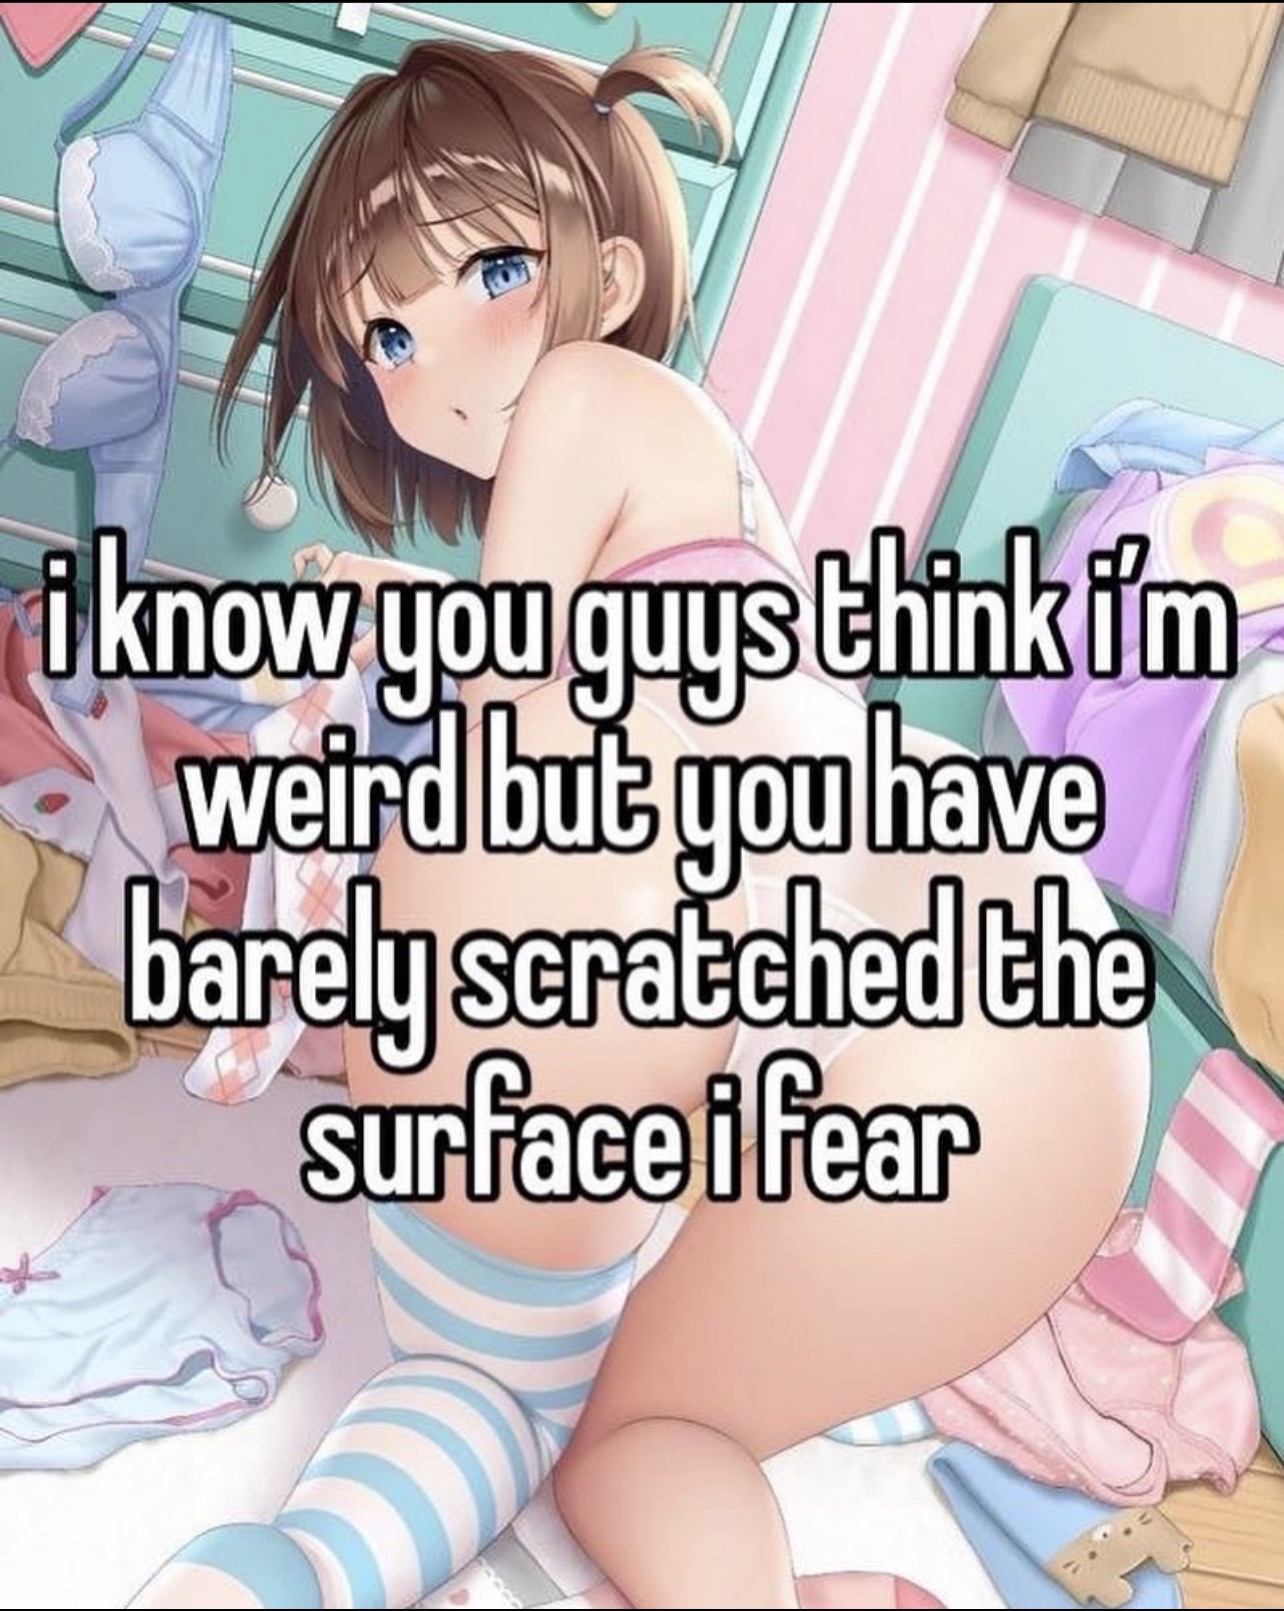 i know you guys think i'm
weird but you have
barely scratched the
surface i fear